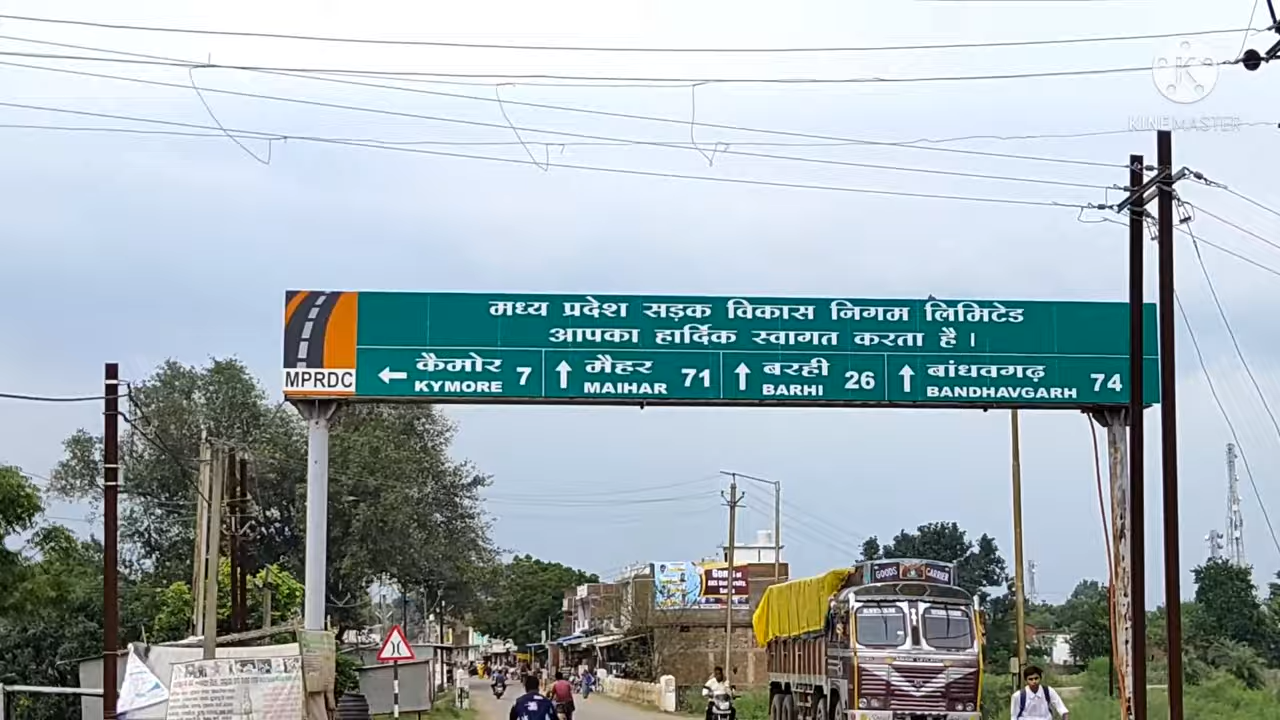 KINEMASTER
मध्य प्रदेश सड़क विकास निगम लिमिटेड
आपका हार्दिक स्वागत करता है।
MPRDC
← कैमोर 7
KYMORE
↑ मैहर 71
MAIHAR
↑ बरही 26
BARHI
↑ बांधवगढ़ 74
BANDHAVGARH
GOODS CARRIER